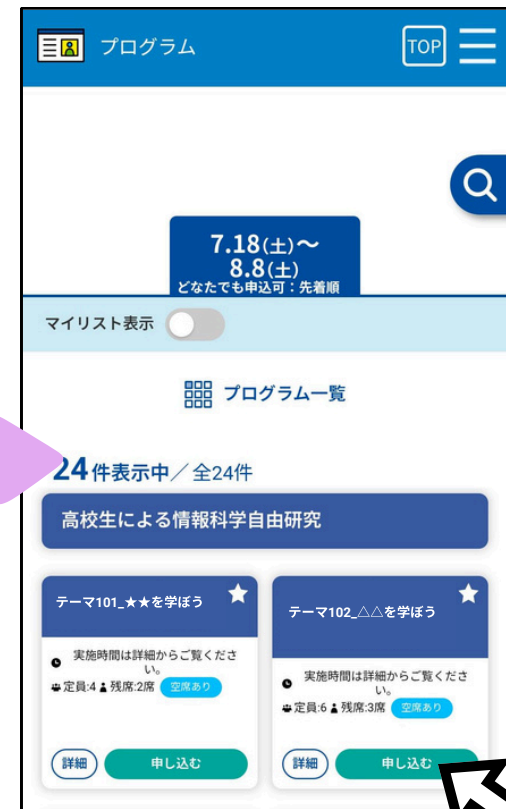 プログラム
TOP
7.18(土)～
8.8(土)
どなたでも申込可：先着順
マイリスト表示
プログラム一覧
24件表示中／全24件
高校生による情報科学自由研究
テーマ101_★★を学ぼう
実施時間は詳細からご覧くださ
い。
定員:4 残席:2席 空席あり
詳細 申し込む
テーマ102_△△を学ぼう
実施時間は詳細からご覧くださ
い。
定員:6 残席:3席 空席あり
詳細 申し込む